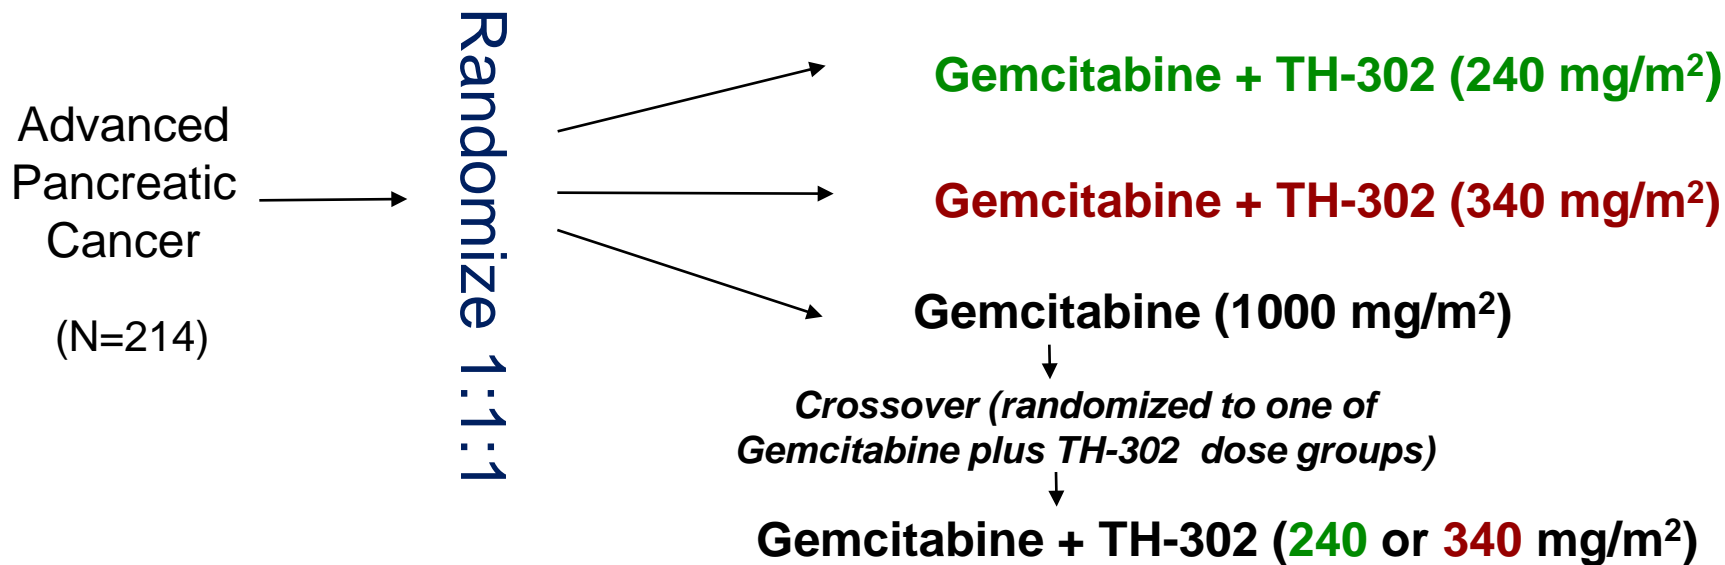 Advanced
Pancreatic
Cancer
(N=214)
Randomize 1:1:1
Gemcitabine + TH-302 (240 mg/m²)
Gemcitabine + TH-302 (340 mg/m²)
Gemcitabine (1000 mg/m²)
Crossover (randomized to one of
Gemcitabine plus TH-302 dose groups)
Gemcitabine + TH-302 (240 or 340 mg/m²)